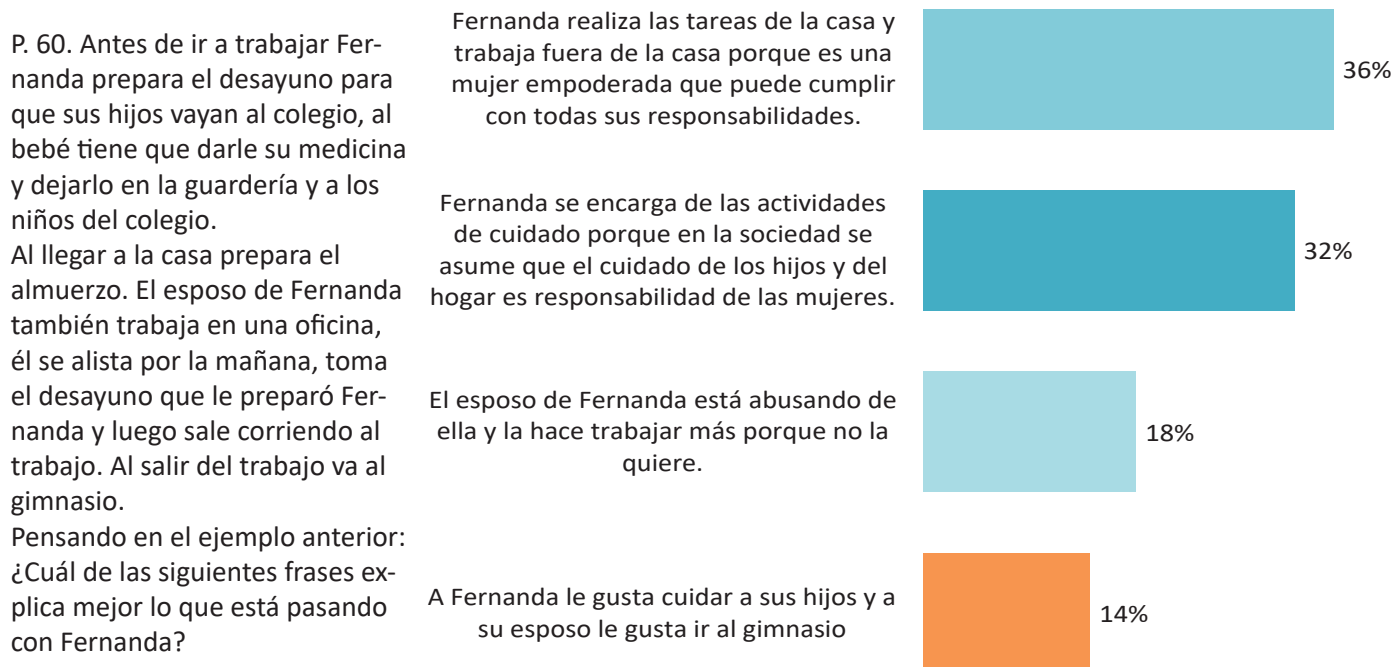 P. 60. Antes de ir a trabajar Fer-
nanda prepara el desayuno para
que sus hijos vayan al colegio, al
bebé tiene que darle su medicina
y dejarlo en la guardería y a los
niños del colegio.
Al llegar a la casa prepara el
almuerzo. El esposo de Fernanda
también trabaja en una oficina,
él se alista por la mañana, toma
el desayuno que le preparó Fer-
nanda y luego sale corriendo al
trabajo. Al salir del trabajo va al
gimnasio.
Pensando en el ejemplo anterior:
¿Cuál de las siguientes frases ex-
plica mejor lo que está pasando
con Fernanda?
Fernanda realiza las tareas de la casa y
trabaja fuera de la casa porque es una
mujer empoderada que puede cumplir
con todas sus responsabilidades.
36%
Fernanda se encarga de las actividades
de cuidado porque en la sociedad se
asume que el cuidado de los hijos y del
hogar es responsabilidad de las mujeres.
32%
El esposo de Fernanda está abusando de
ella y la hace trabajar más porque no la
quiere.
18%
A Fernanda le gusta cuidar a sus hijos y a
su esposo le gusta ir al gimnasio
14%